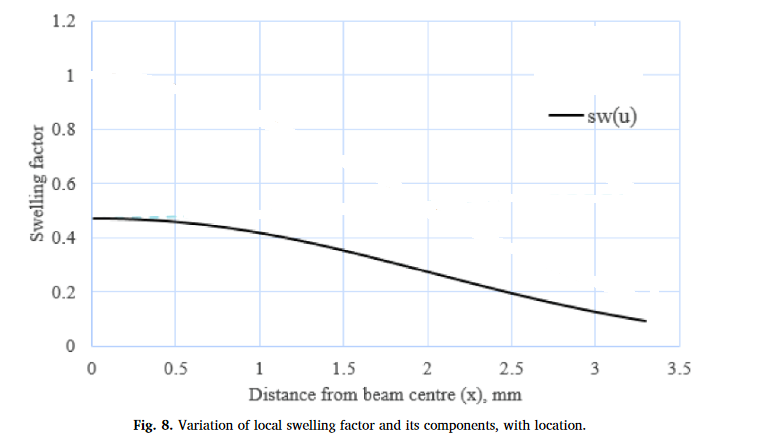 1.2
1
0.8
0.6
0.4
0.2
0
Swelling factor
sw(u)
0 0.5 1 1.5 2 2.5 3 3.5
Distance from beam centre (x), mm
Fig. 8. Variation of local swelling factor and its components, with location.